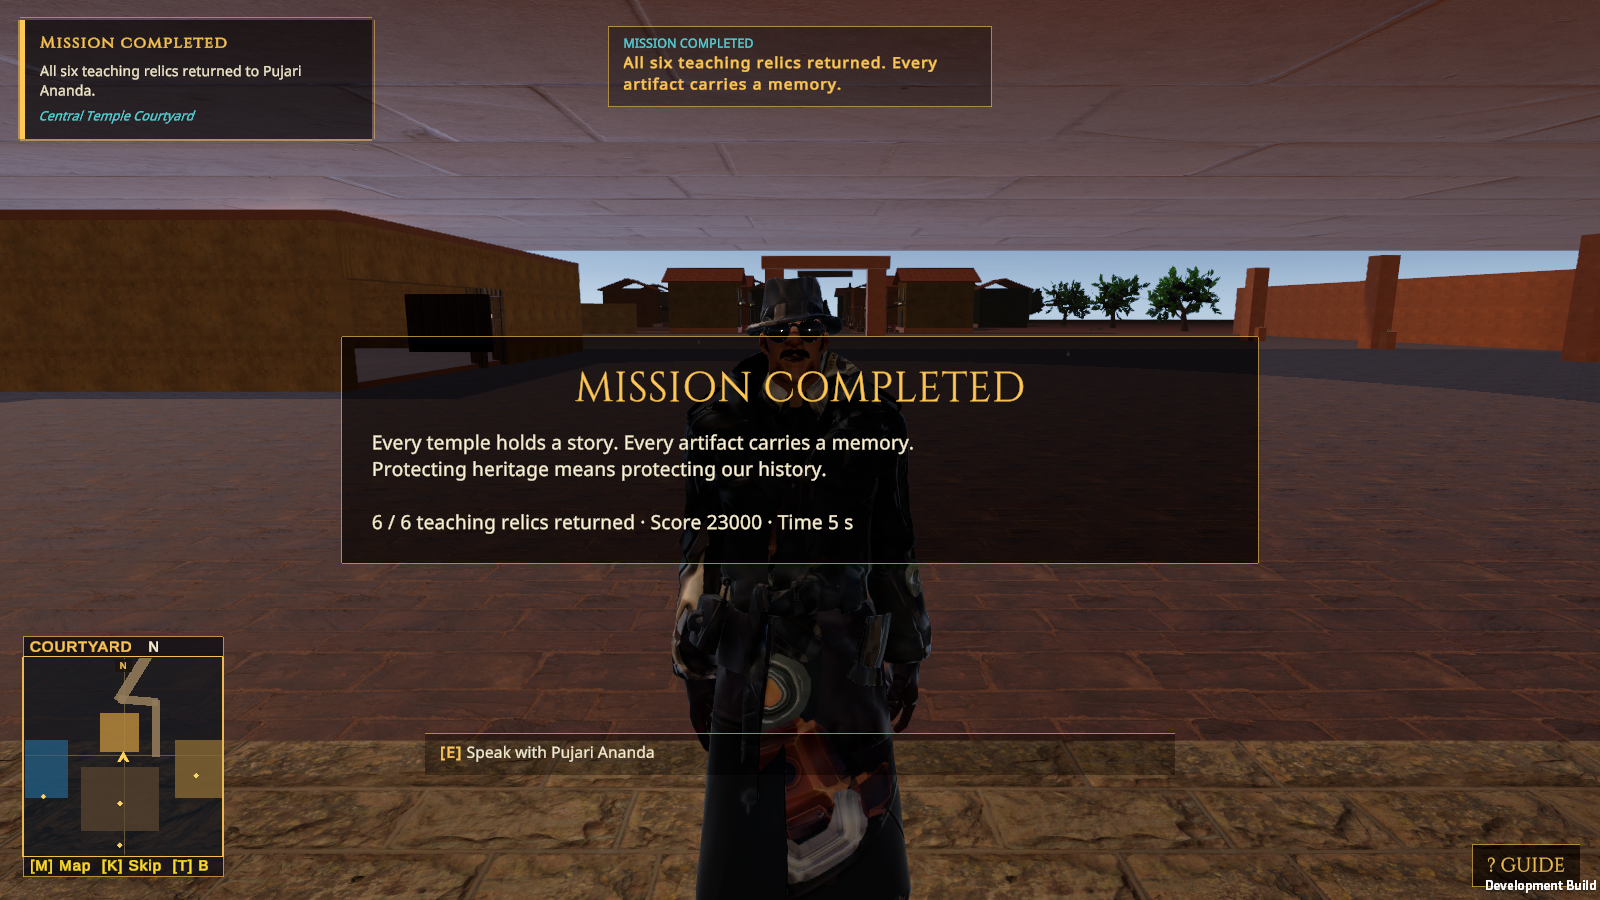 MISSION COMPLETED
All six teaching relics returned to Pujari
Ananda.
Central Temple Courtyard
MISSION COMPLETED
All six teaching relics returned. Every
artifact carries a memory.
MISSION COMPLETED
Every temple holds a story. Every artifact carries a memory.
Protecting heritage means protecting our history.
6 / 6 teaching relics returned · Score 23000 · Time 5 s
[E] Speak with Pujari Ananda
COURTYARD N
N
[M] Map [K] Skip [T] B
? GUIDE
Development Build